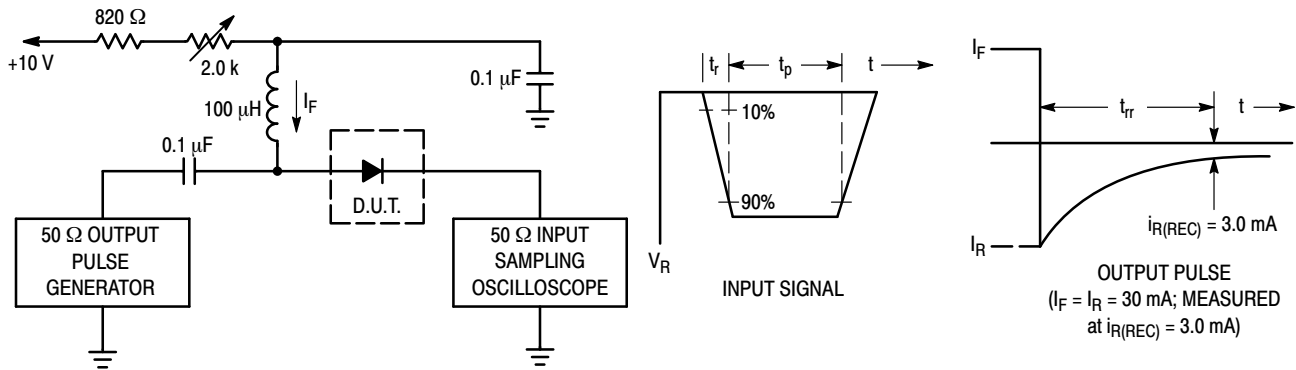 820 Ω
+10 V
2.0 k
100 μH
I_F
0.1 μF
0.1 μF
D.U.T.
50 Ω OUTPUT
PULSE
GENERATOR
50 Ω INPUT
SAMPLING
OSCILLOSCOPE
t_r
t_p
t
10%
90%
V_R
INPUT SIGNAL
I_F
t_rr
t
I_R
i_R(REC) = 3.0 mA
OUTPUT PULSE
(I_F = I_R = 30 mA; MEASURED
at i_R(REC) = 3.0 mA)